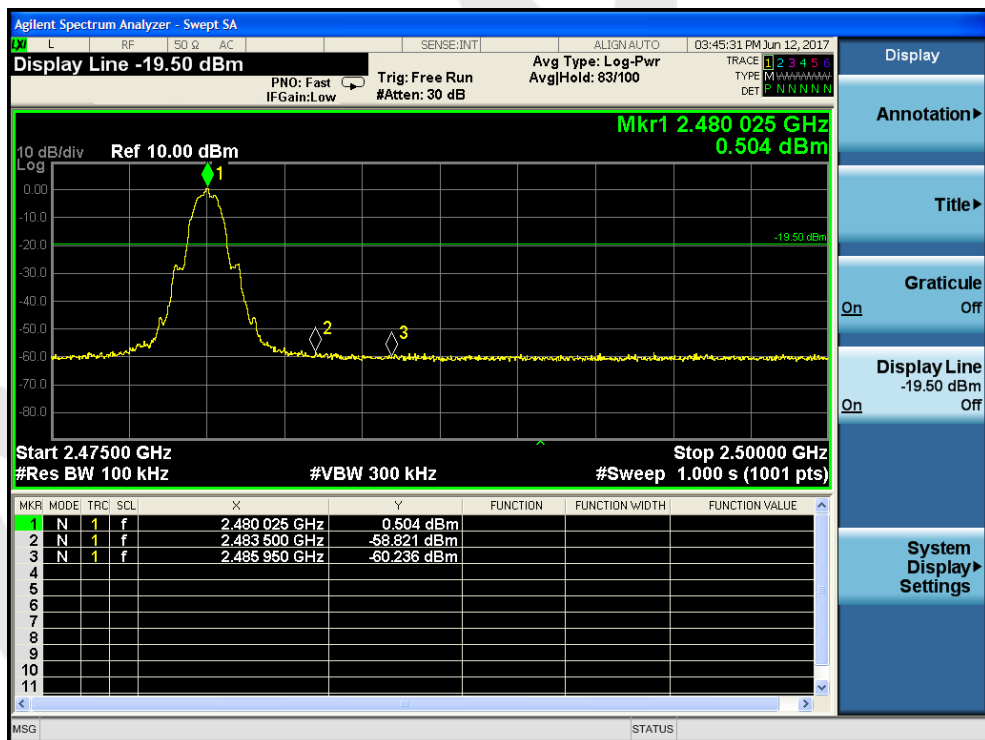 Agilent Spectrum Analyzer - Swept SA
LXI L RF 50 Ω AC SENSE:INT ALIGN AUTO 03:45:31 PM Jun 12, 2017
Display Line -19.50 dBm
PNO: Fast
IFGain:Low
Trig: Free Run
#Atten: 30 dB
Avg Type: Log-Pwr
Avg|Hold: 83/100
TRACE 1 2 3 4 5 6
TYPE M
DET P N N N N N
Mkr1 2.480 025 GHz
0.504 dBm
10 dB/div Ref 10.00 dBm
Log
1
0.00
-10.0
-19.50 dBm
-20.0
-30.0
-40.0
-50.0
2
3
-60.0
-70.0
-80.0
Start 2.47500 GHz Stop 2.50000 GHz
#Res BW 100 kHz #VBW 300 kHz #Sweep 1.000 s (1001 pts)
MKR MODE TRC SCL X Y FUNCTION FUNCTION WIDTH FUNCTION VALUE
1 N 1 f 2.480 025 GHz 0.504 dBm
2 N 1 f 2.483 500 GHz -58.821 dBm
3 N 1 f 2.485 950 GHz -60.236 dBm
4
5
6
7
8
9
10
11
MSG STATUS
Display
Annotation
Title
Graticule
On Off
Display Line
-19.50 dBm
On Off
System
Display
Settings